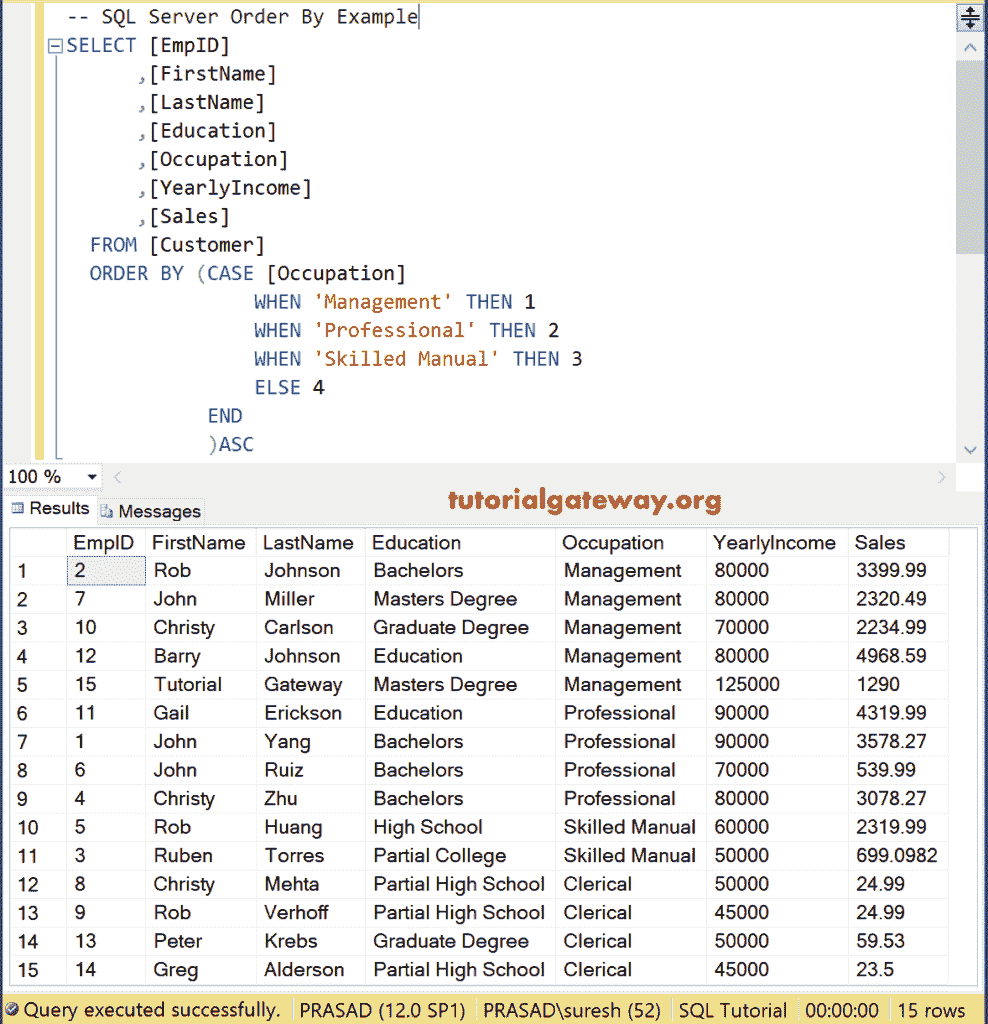 -- SQL Server Order By Example
SELECT [EmpID]
,[FirstName]
,[LastName]
,[Education]
,[Occupation]
,[YearlyIncome]
,[Sales]
FROM [Customer]
ORDER BY (CASE [Occupation]
WHEN 'Management' THEN 1
WHEN 'Professional' THEN 2
WHEN 'Skilled Manual' THEN 3
ELSE 4
END
)ASC
100 %
tutorialgateway.org
Results Messages
EmpID FirstName LastName Education Occupation YearlyIncome Sales
1 2 Rob Johnson Bachelors Management 80000 3399.99
2 7 John Miller Masters Degree Management 80000 2320.49
3 10 Christy Carlson Graduate Degree Management 70000 2234.99
4 12 Barry Johnson Education Management 80000 4968.59
5 15 Tutorial Gateway Masters Degree Management 125000 1290
6 11 Gail Erickson Education Professional 90000 4319.99
7 1 John Yang Bachelors Professional 90000 3578.27
8 6 John Ruiz Bachelors Professional 70000 539.99
9 4 Christy Zhu Bachelors Professional 80000 3078.27
10 5 Rob Huang High School Skilled Manual 60000 2319.99
11 3 Ruben Torres Partial College Skilled Manual 50000 699.0982
12 8 Christy Mehta Partial High School Clerical 50000 24.99
13 9 Rob Verhoff Partial High School Clerical 45000 24.99
14 13 Peter Krebs Graduate Degree Clerical 50000 59.53
15 14 Greg Alderson Partial High School Clerical 45000 23.5
Query executed successfully. PRASAD (12.0 SP1) PRASAD\suresh (52) SQL Tutorial 00:00:00 15 rows